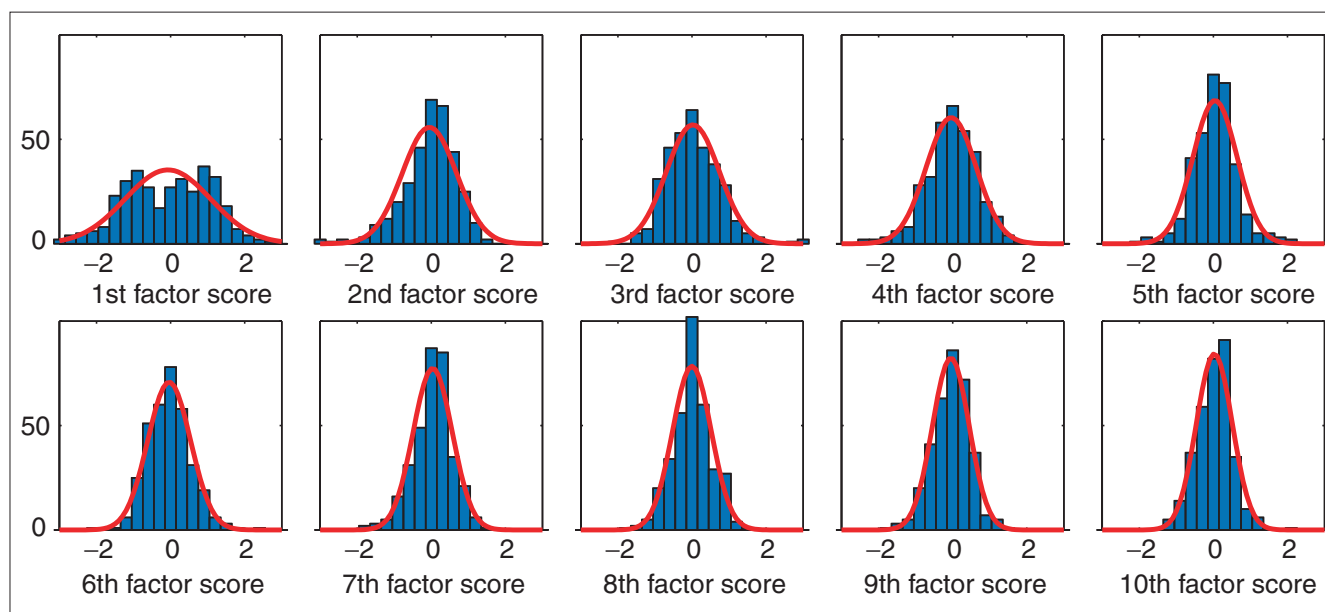 50
0
−2 0 2 −2 0 2 −2 0 2 −2 0 2 −2 0 2
1st factor score 2nd factor score 3rd factor score 4th factor score 5th factor score
50
0
−2 0 2 −2 0 2 −2 0 2 −2 0 2 −2 0 2
6th factor score 7th factor score 8th factor score 9th factor score 10th factor score